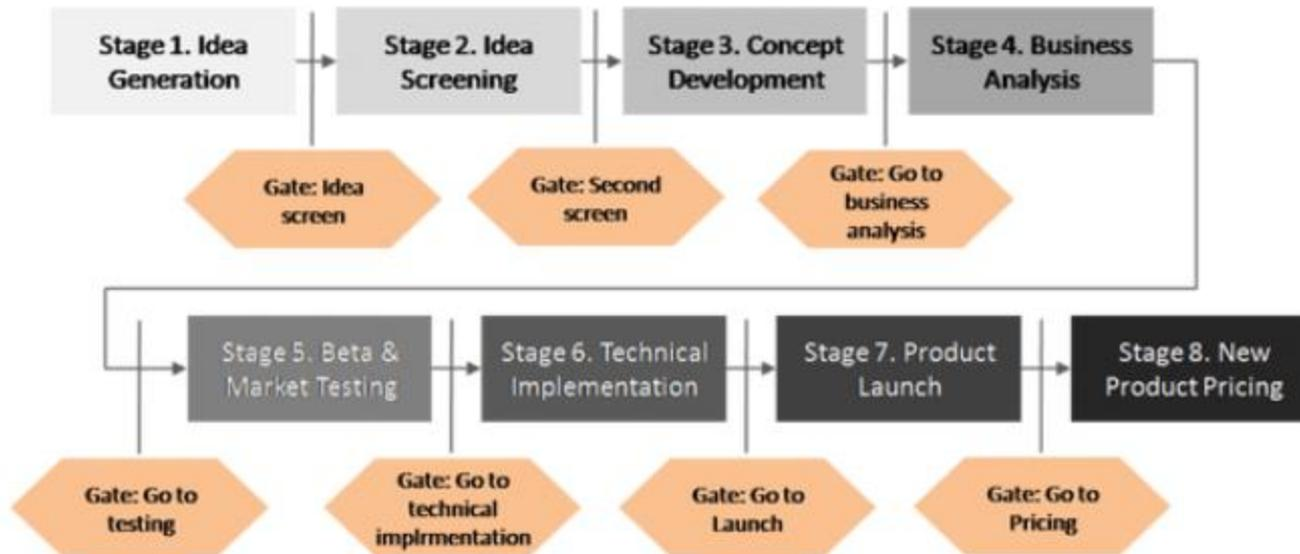 Stage 1. Idea
Generation
Stage 2. Idea
Screening
Stage 3. Concept
Development
Stage 4. Business
Analysis
Gate: Idea
screen
Gate: Second
screen
Gate: Go to
business
analysis
Stage 5. Beta &
Market Testing
Stage 6. Technical
Implementation
Stage 7. Product
Launch
Stage 8. New
Product Pricing
Gate: Go to
testing
Gate: Go to
technical
implrmentation
Gate: Go to
Launch
Gate: Go to
Pricing